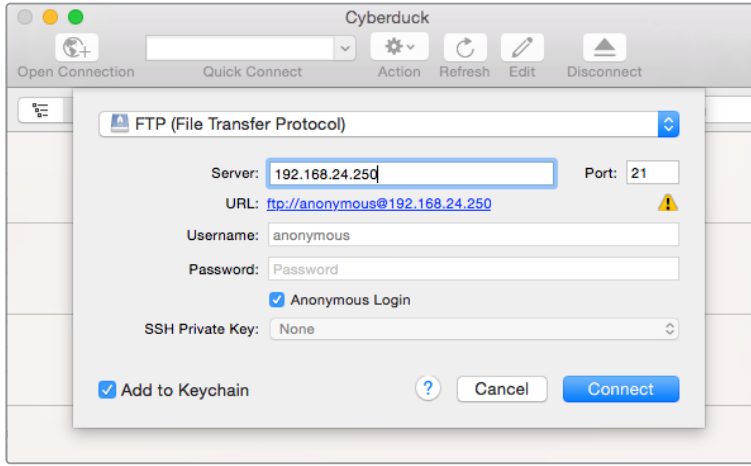 Cyberduck
Open Connection Quick Connect Action Refresh Edit Disconnect
FTP (File Transfer Protocol)
Server: 192.168.24.250 Port: 21
URL: ftp://anonymous@192.168.24.250
Username: anonymous
Password: Password
Anonymous Login
SSH Private Key: None
Add to Keychain ? Cancel Connect